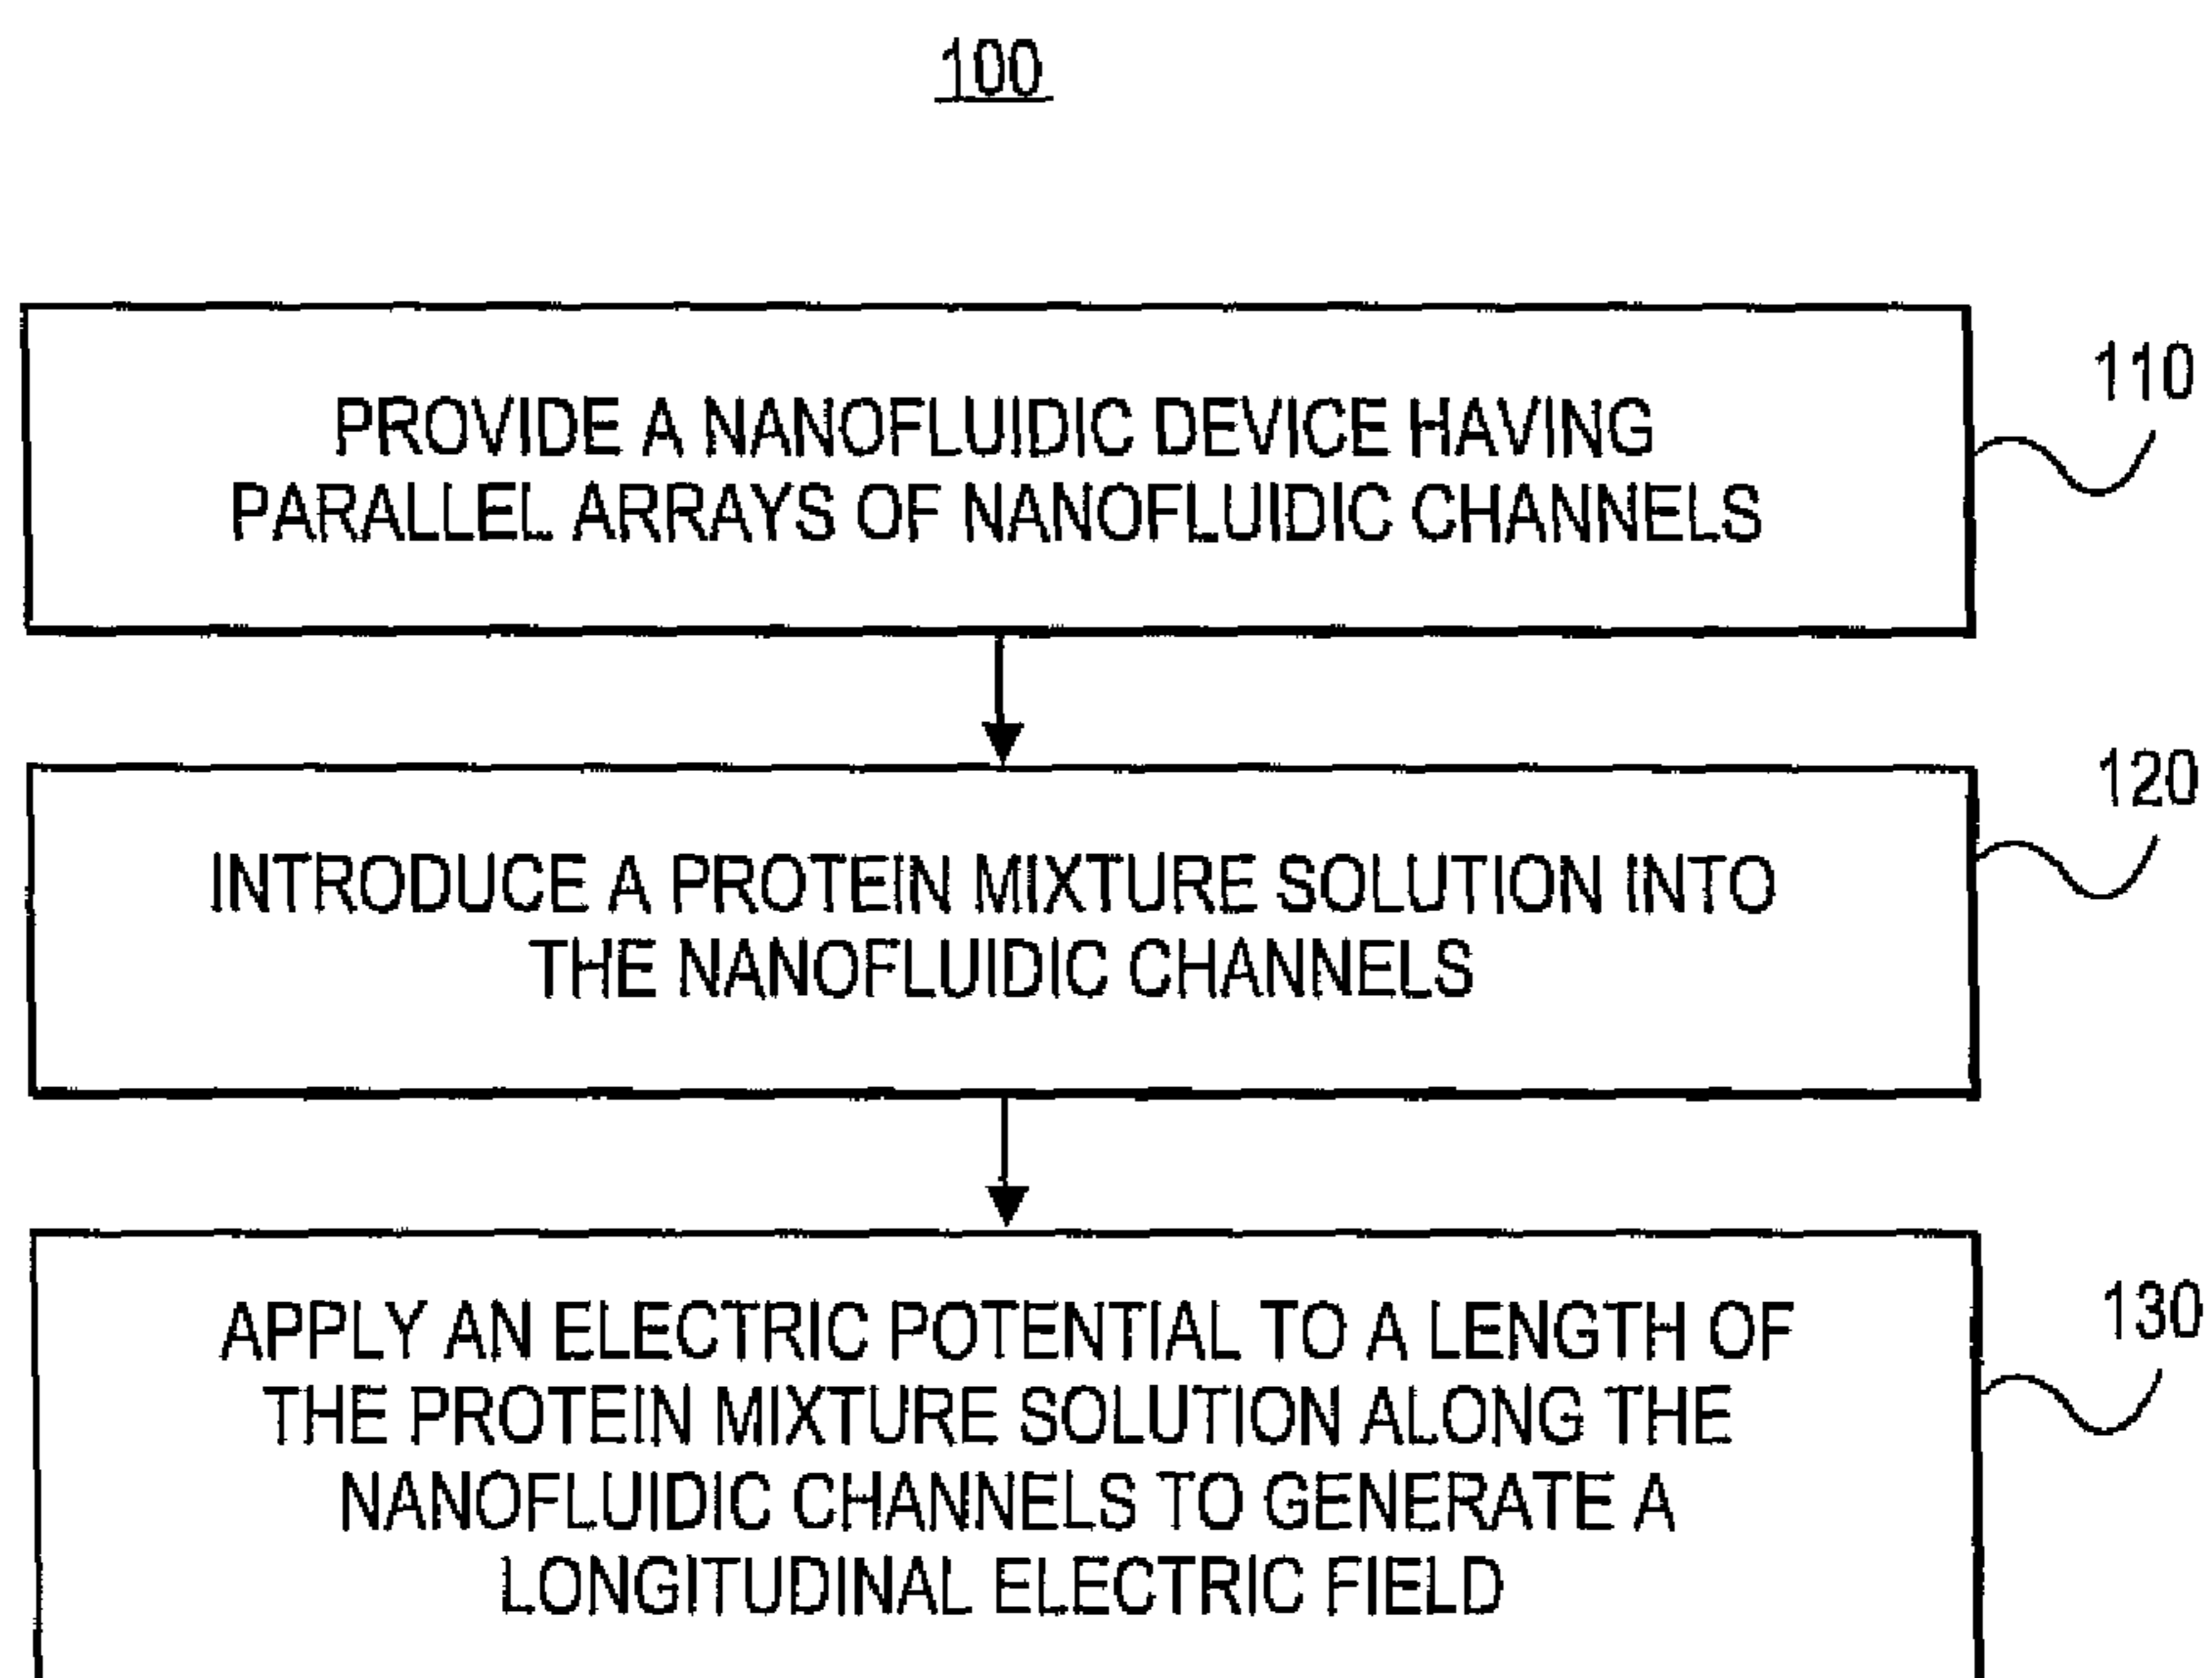 100
PROVIDE A NANOFLUIDIC DEVICE HAVING
PARALLEL ARRAYS OF NANOFLUIDIC CHANNELS
110
INTRODUCE A PROTEIN MIXTURE SOLUTION INTO
THE NANOFLUIDIC CHANNELS
120
APPLY AN ELECTRIC POTENTIAL TO A LENGTH OF
THE PROTEIN MIXTURE SOLUTION ALONG THE
NANOFLUIDIC CHANNELS TO GENERATE A
LONGITUDINAL ELECTRIC FIELD
130